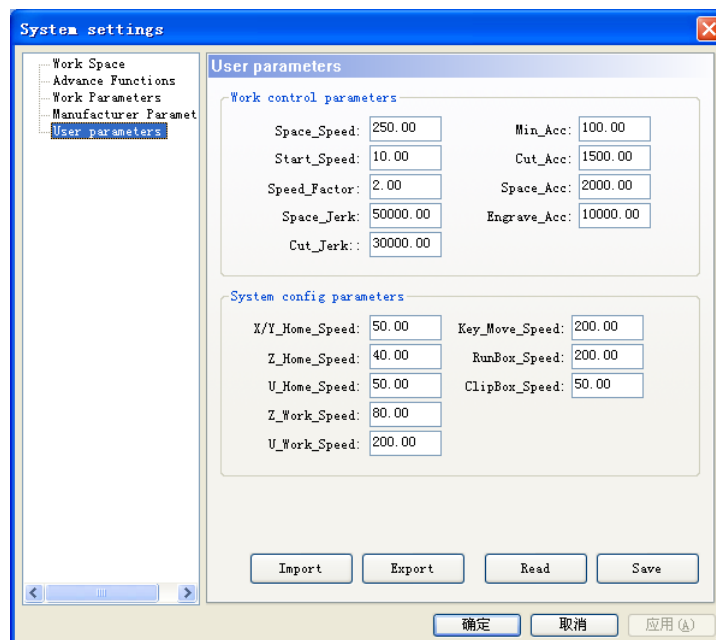 System settings
Work Space
Advance Functions
Work Parameters
Manufacturer Paramet
User parameters
User parameters
Work control parameters
Space_Speed: 250.00 Min_Acc: 100.00
Start_Speed: 10.00 Cut_Acc: 1500.00
Speed_Factor: 2.00 Space_Acc: 2000.00
Space_Jerk: 50000.00 Engrave_Acc: 10000.00
Cut_Jerk:: 30000.00
System config parameters
X/Y_Home_Speed: 50.00 Key_Move_Speed: 200.00
Z_Home_Speed: 40.00 RunBox_Speed: 200.00
U_Home_Speed: 50.00 ClipBox_Speed: 50.00
Z_Work_Speed: 80.00
U_Work_Speed: 200.00
Import Export Read Save
确定 取消 应用(A)